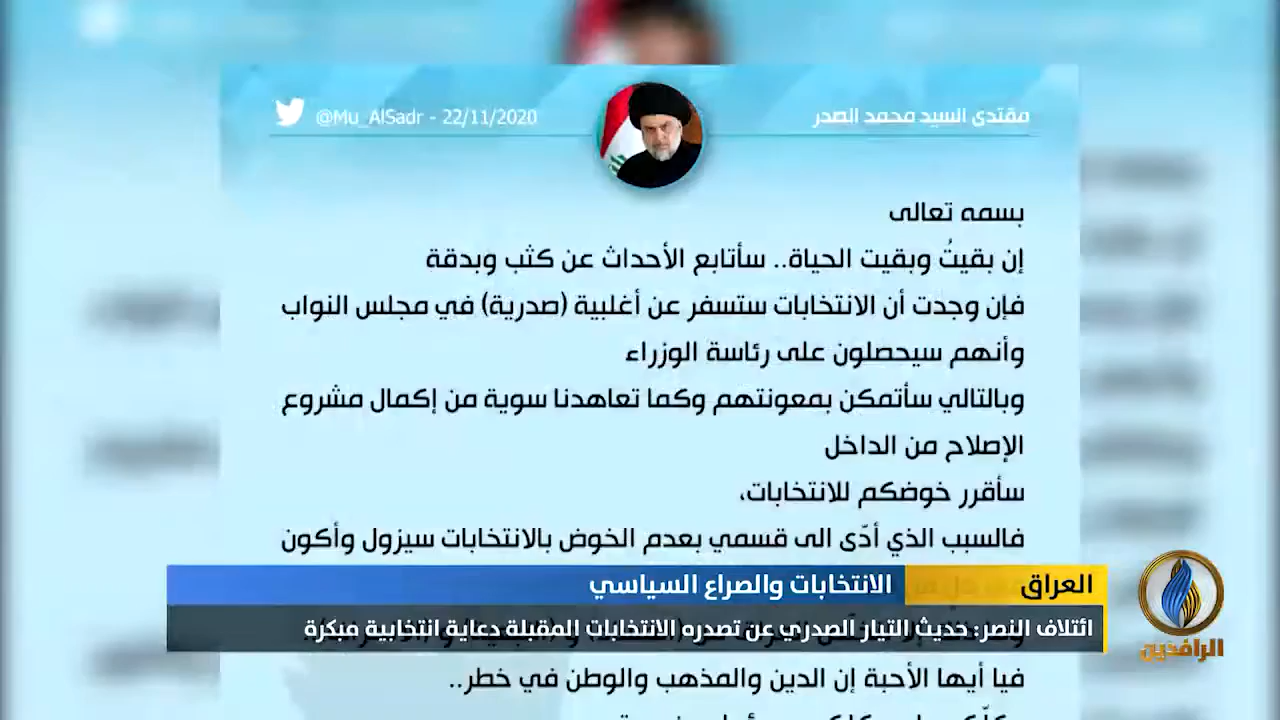 مقتدى السيد محمد الصدر
@Mu_AlSadr - 22/11/2020
بسمه تعالى
إن بقيتُ وبقيت الحياة.. سأتابع الأحداث عن كثب وبدقة
فإن وجدت أن الانتخابات ستسفر عن أغلبية (صدرية) في مجلس النواب
وأنهم سيحصلون على رئاسة الوزراء
وبالتالي سأتمكن بمعونتهم وكما تعاهدنا سوية من إكمال مشروع
الإصلاح من الداخل
سأقرر خوضكم للانتخابات،
فالسبب الذي أدّى الى قسمي بعدم الخوض بالانتخابات سيزول وأكون
العراق
الانتخابات والصراع السياسي
ائتلاف النصر: حديث التيار الصدري عن تصدره الانتخابات المقبلة دعاية انتخابية مبكرة
الرافدين
فيا أيها الأحبة إن الدين والمذهب والوطن في خطر..